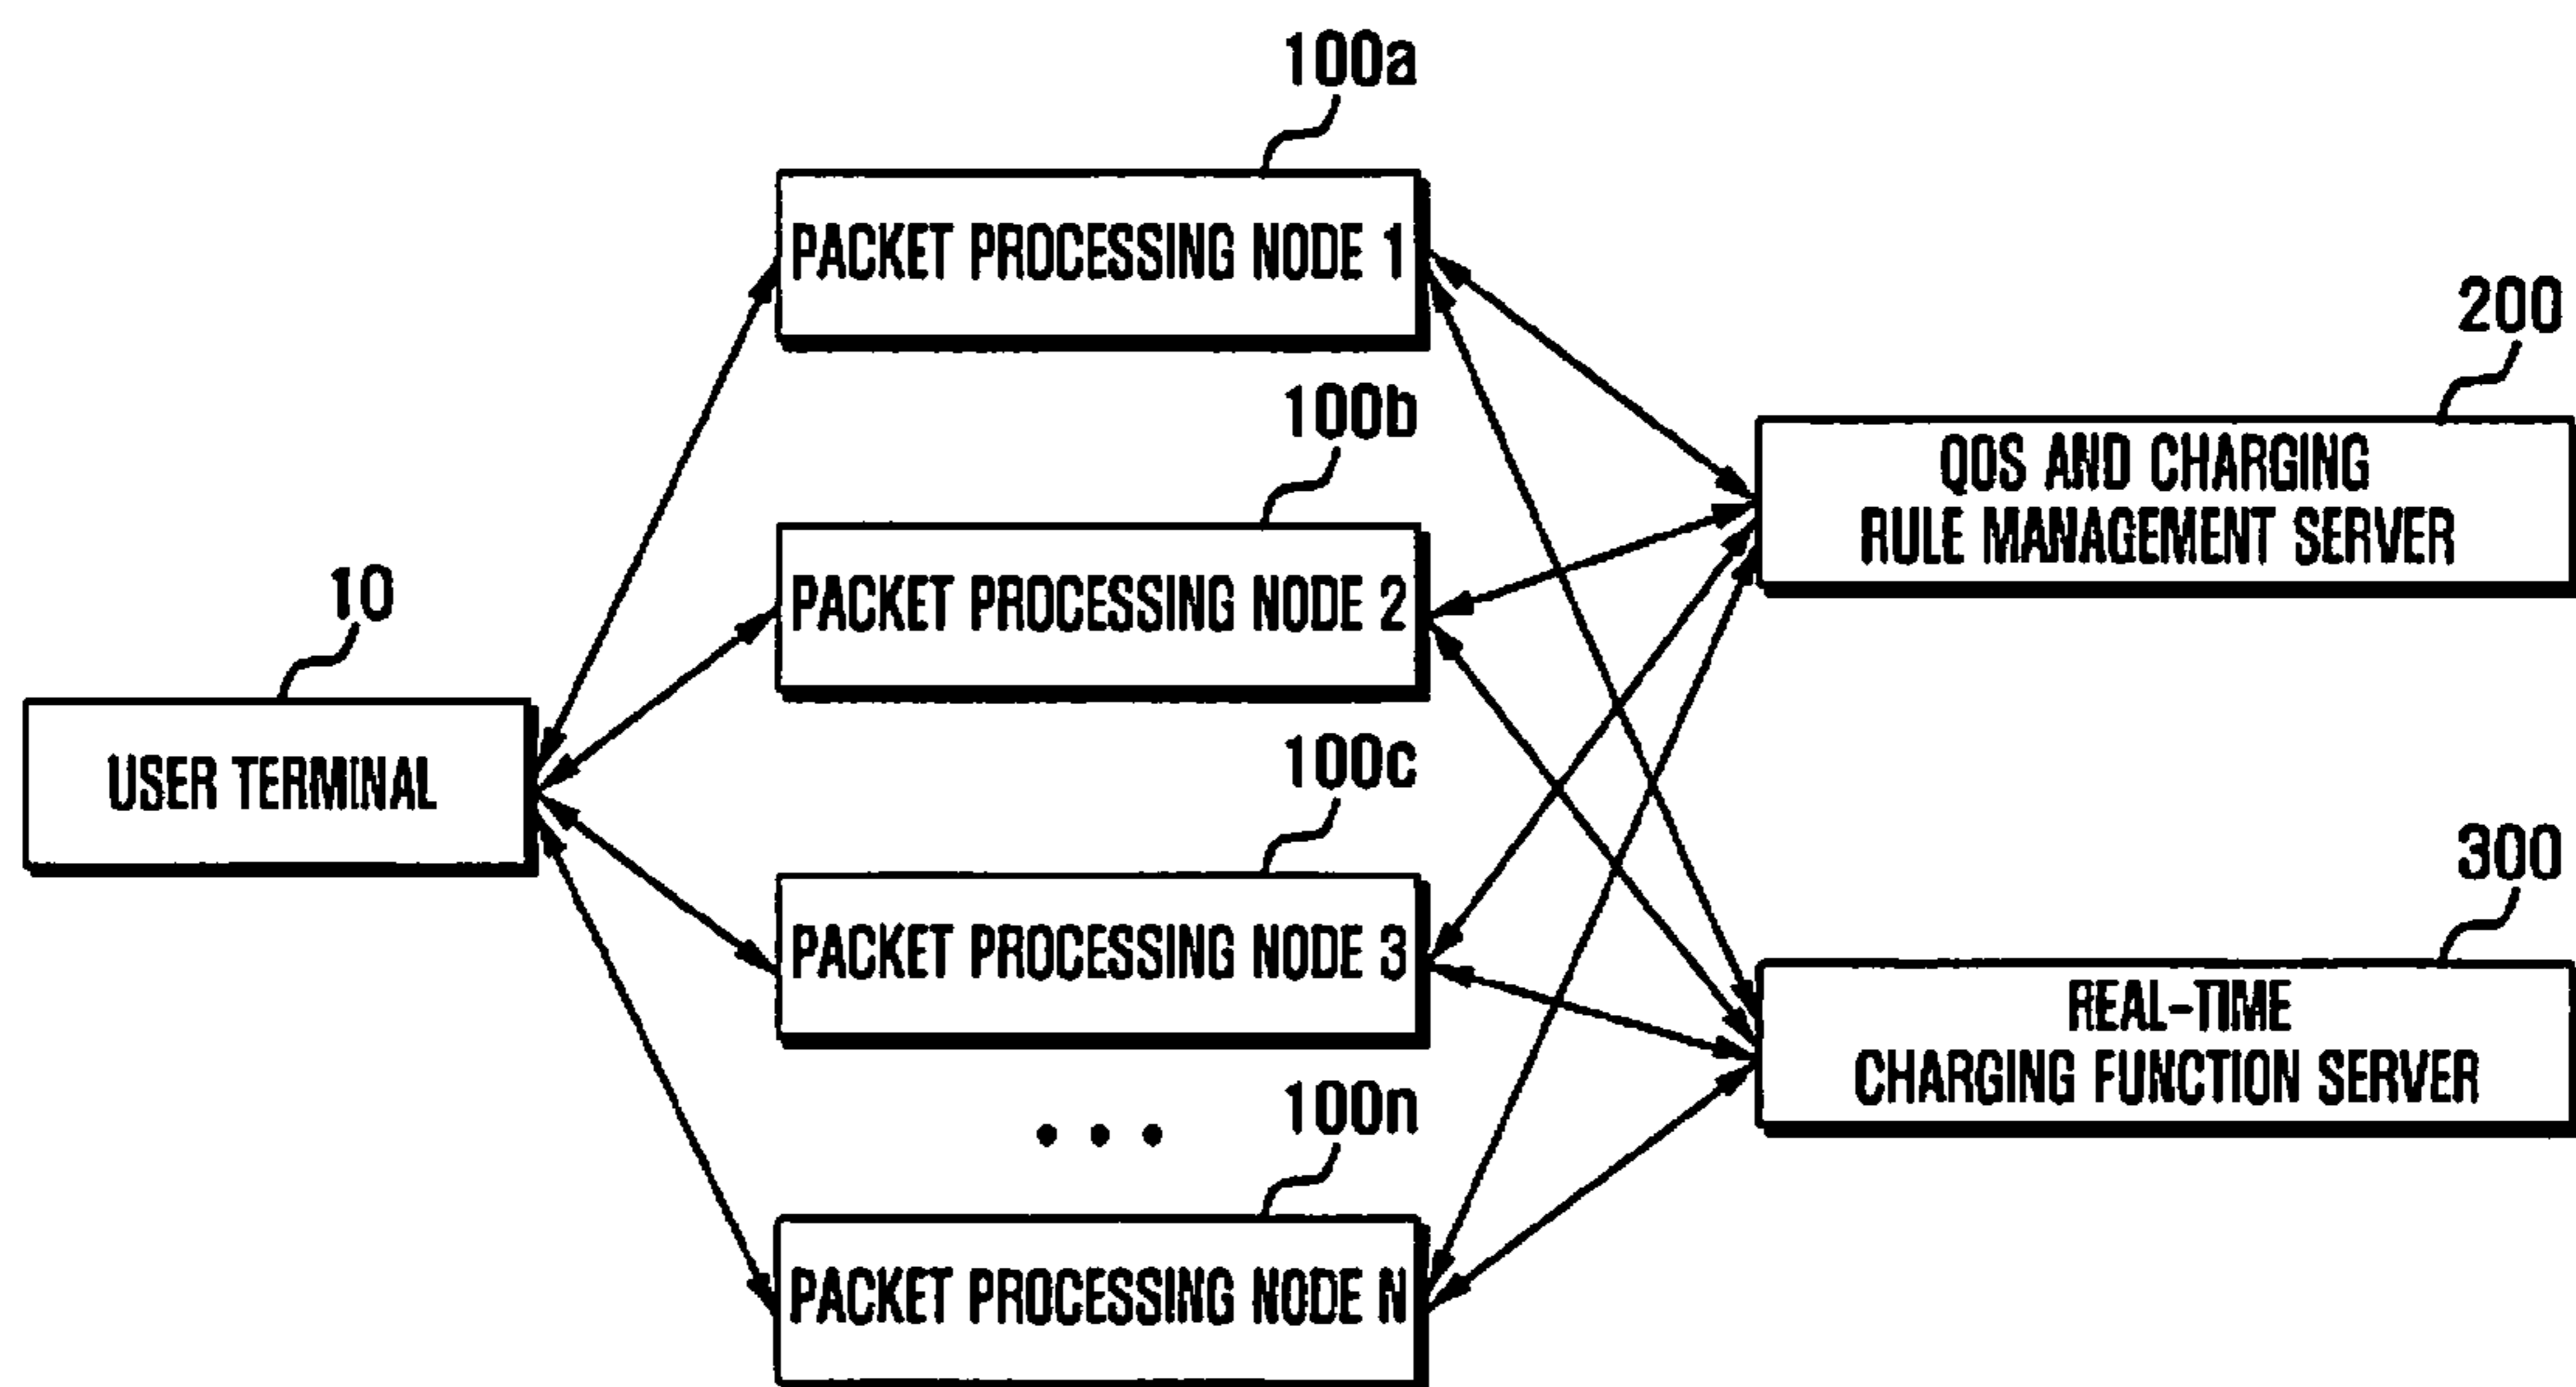 100a
PACKET PROCESSING NODE 1
200
100b
QOS AND CHARGING
RULE MANAGEMENT SERVER
PACKET PROCESSING NODE 2
10
USER TERMINAL
100c
300
PACKET PROCESSING NODE 3
REAL-TIME
CHARGING FUNCTION SERVER
• • •
100n
PACKET PROCESSING NODE N